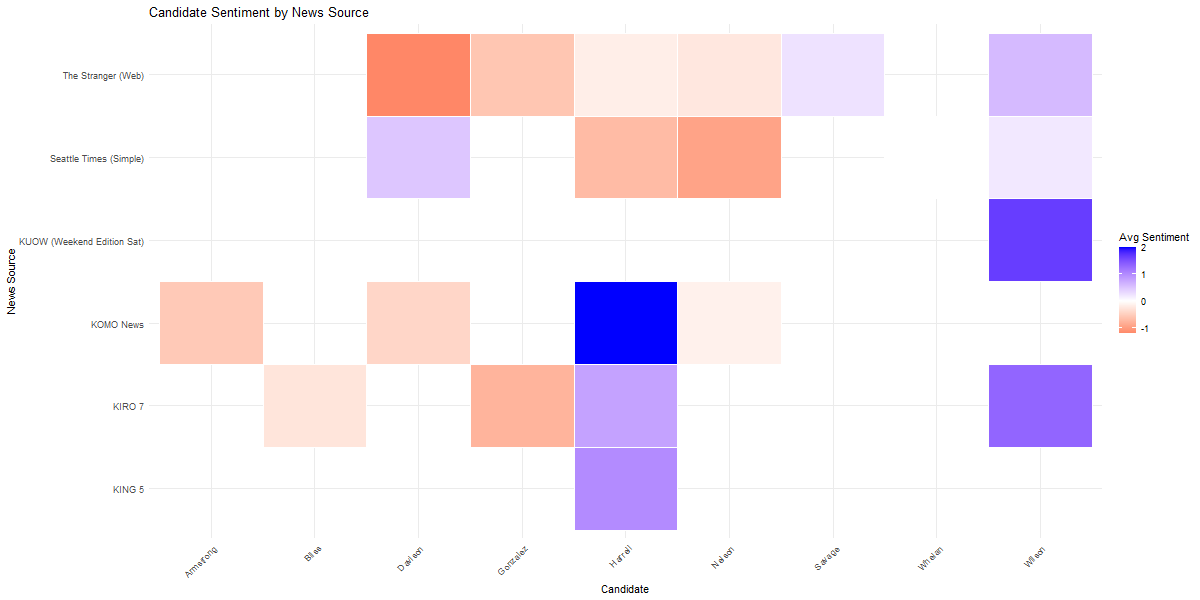 Candidate Sentiment by News Source
The Stranger (Web)
Seattle Times (Simple)
KUOW (Weekend Edition Sat)
KOMO News
KIRO 7
KING 5
News Source
Armstrong
Bliss
Davison
Gonzalez
Harrell
Nelson
Savage
Whelan
Wilson
Candidate
Avg Sentiment
2
1
0
-1